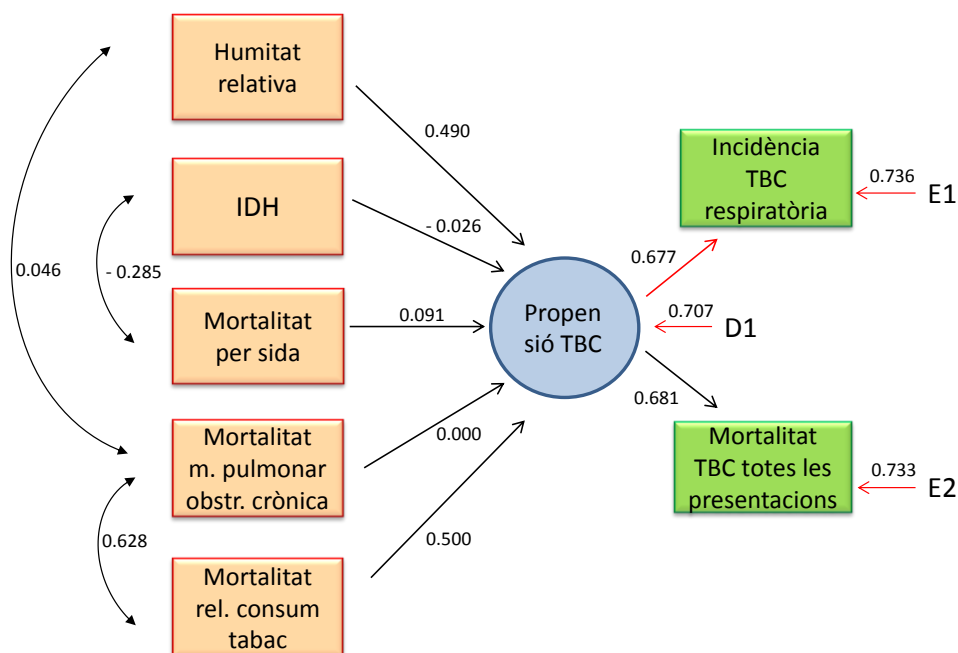 Humitat
relativa
0.490
IDH
- 0.026
0.046
- 0.285
Mortalitat
per sida
0.091
Propen
sió TBC
Incidència
TBC
respiratòria
0.736
E1
0.677
0.707
D1
0.681
Mortalitat
m. pulmonar
obstr. crònica
0.000
Mortalitat
TBC totes les
presentacions
0.733
E2
0.628
0.500
Mortalitat
rel. consum
tabac